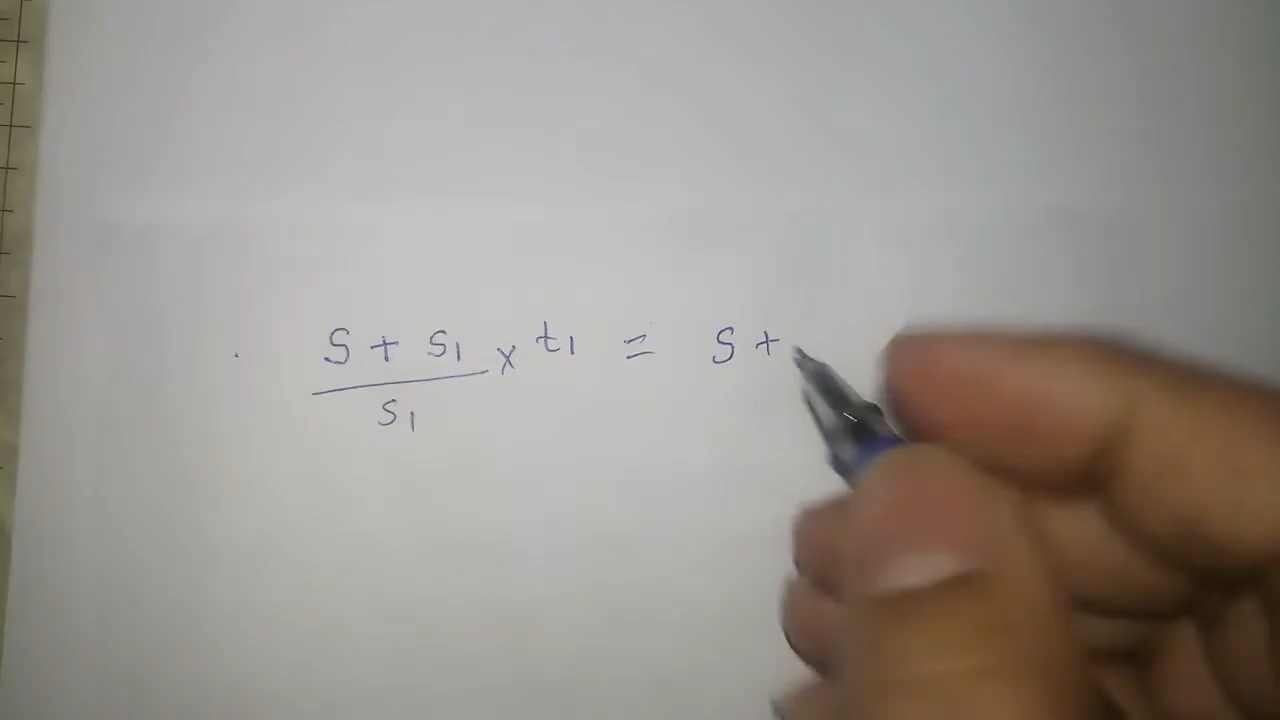 S + S₁ × t₁ = S +
S₁